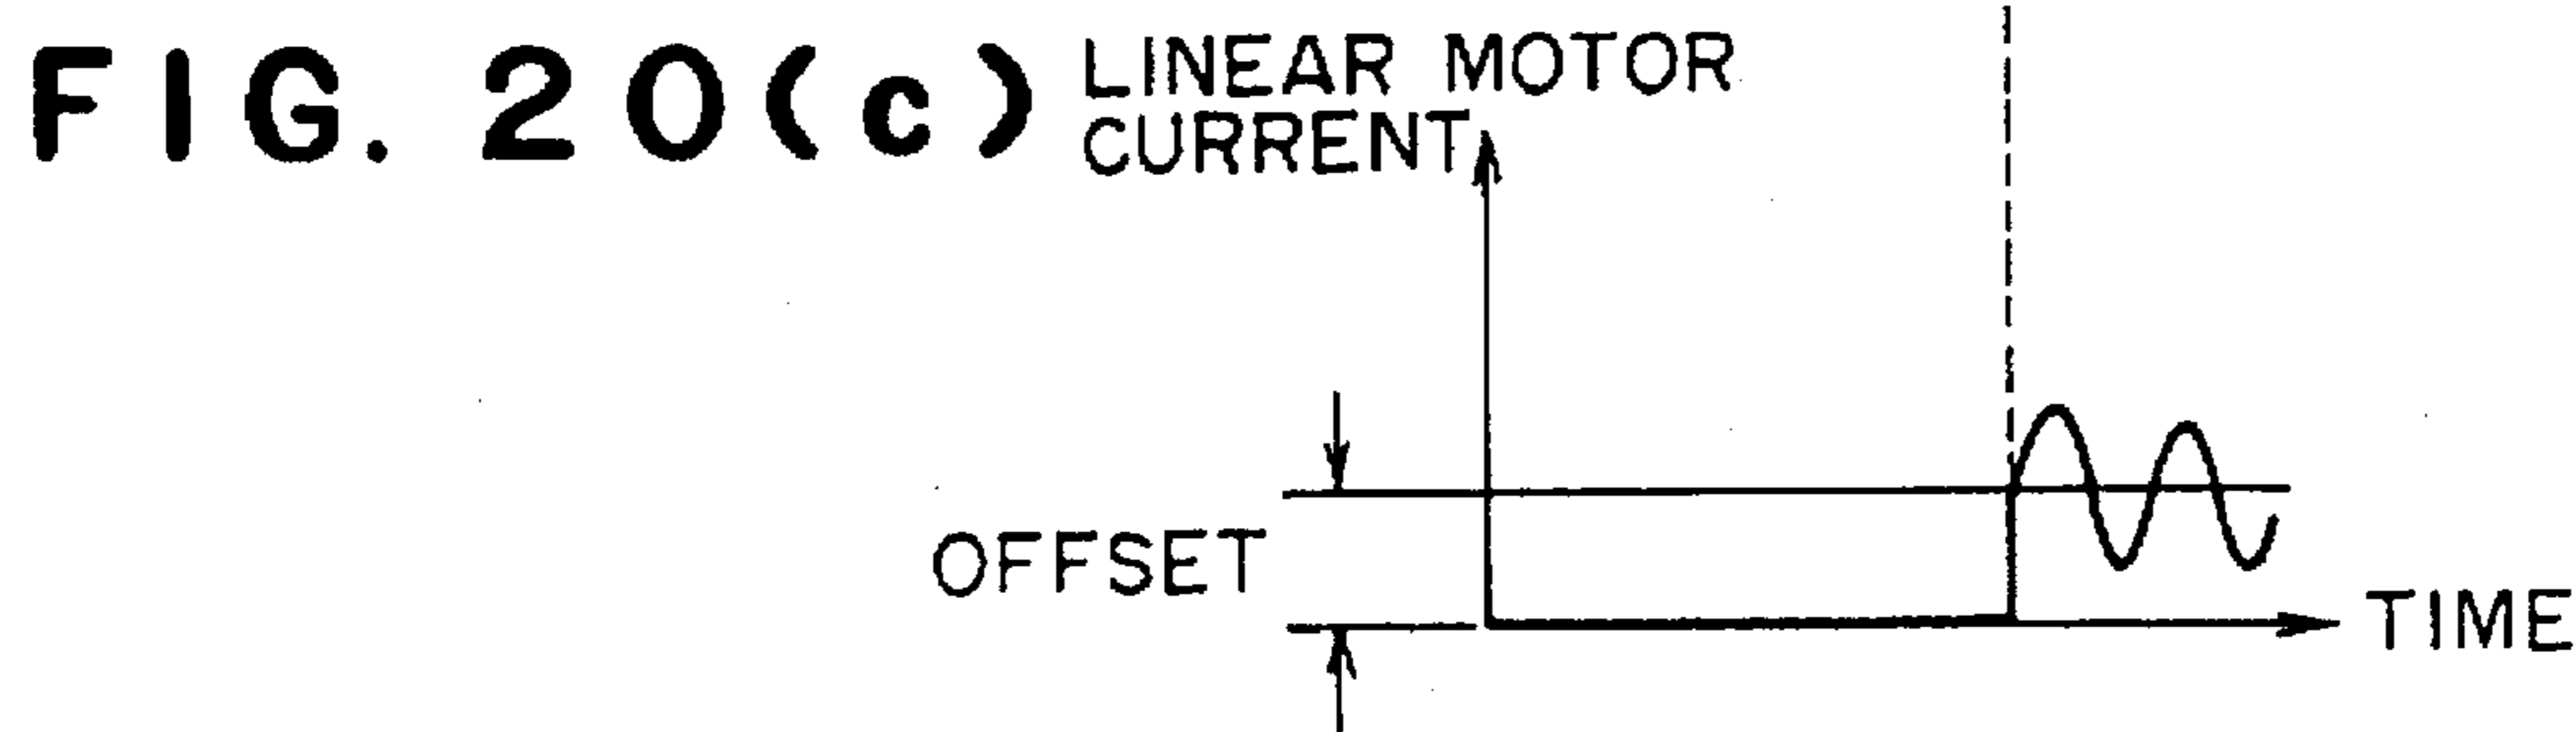 FIG. 20(c)
LINEAR MOTOR
CURRENT
OFFSET
TIME